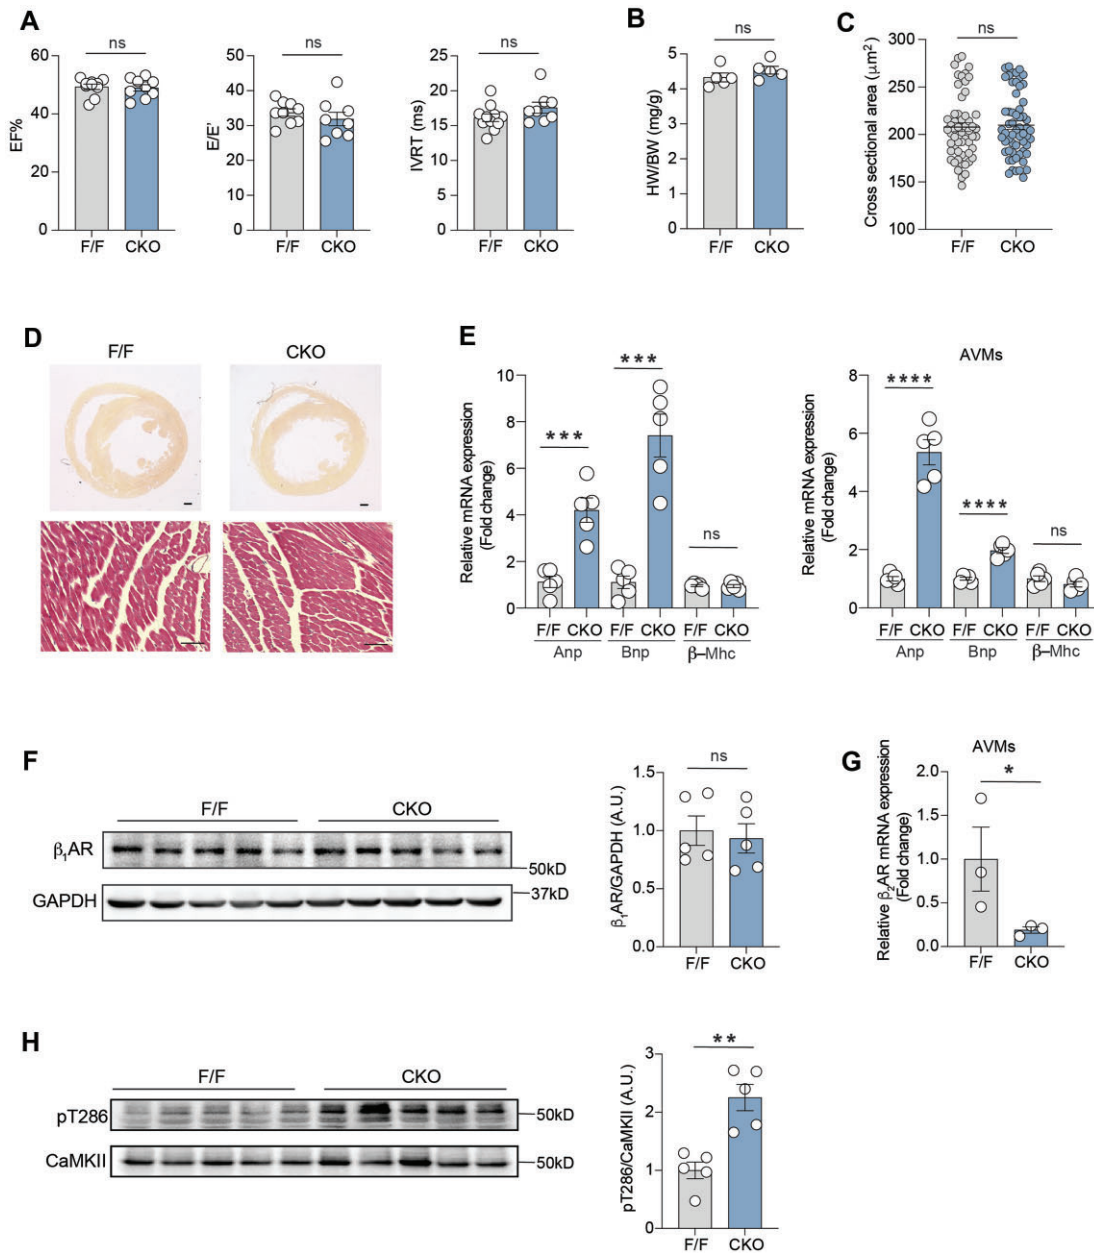 A
ns
EF%
60
40
20
0
F/F CKO
ns
E/E'
50
40
30
20
10
0
F/F CKO
ns
IVRT (ms)
25
20
15
10
5
0
F/F CKO
B
ns
HW/BW (mg/g)
5
4
3
2
1
0
F/F CKO
C
ns
Cross sectional area (μm²)
300
200
100
F/F CKO
D
F/F CKO
E
Relative mRNA expression
(Fold change)
10
8
6
4
2
0
***
***
ns
F/F CKO F/F CKO F/F CKO
Anp Bnp β–Mhc
AVMs
Relative mRNA expression
(Fold change)
8
6
4
2
0
****
****
ns
F/F CKO F/F CKO F/F CKO
Anp Bnp β–Mhc
F
F/F CKO
β₁AR
50kD
GAPDH
37kD
ns
β₁AR/GAPDH (A.U.)
1.5
1.0
0.5
0.0
F/F CKO
G
AVMs
Relative β₂AR mRNA expression
(Fold change)
2.0
1.5
1.0
0.5
0.0
*
F/F CKO
H
F/F CKO
pT286
50kD
CaMKII
50kD
**
pT286/CaMKII (A.U.)
3
2
1
0
F/F CKO